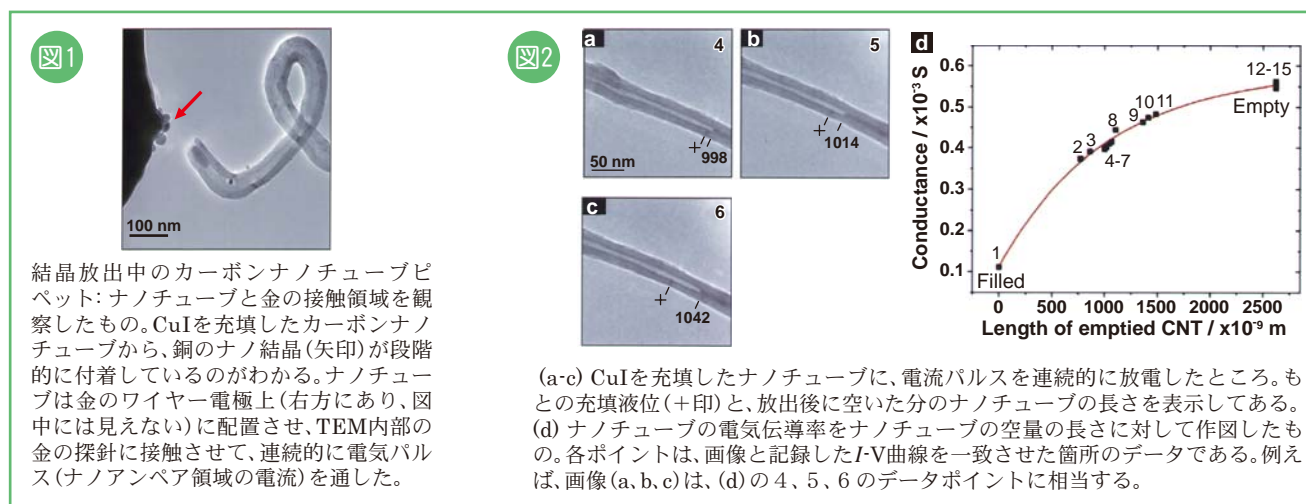 図1
100 nm
結晶放出中のカーボンナノチューブピ
ペット：ナノチューブと金の接触領域を観
察したもの。CuIを充填したカーボンナノ
チューブから、銅のナノ結晶(矢印)が段階
的に付着しているのがわかる。ナノチュー
ブは金のワイヤー電極上(右方にあり、図
中には見えない)に配置させ、TEM内部の
金の探針に接触させて、連続的に電気パル
ス(ナノアンペア領域の電流)を通した。
図2
a 4
+ 998
50 nm
b 5
+ 1014
c 6
+ 1042
d
Conductance / x10⁻³ S
0.6
0.5
0.4
0.3
0.2
0.1
1
Filled
2 3
4-7
8
9 10 11
12-15
Empty
0 500 1000 1500 2000 2500
Length of emptied CNT / x10⁻⁹ m
(a-c) CuIを充填したナノチューブに、電流パルスを連続的に放電したところ。も
との充填液位(＋印)と、放出後に空いた分のナノチューブの長さを表示してある。
(d) ナノチューブの電気伝導率をナノチューブの空量の長さに対して作図したも
の。各ポイントは、画像と記録したI-V曲線を一致させた箇所のデータである。例え
ば、画像(a、b、c)は、(d)の4、5、6のデータポイントに相当する。